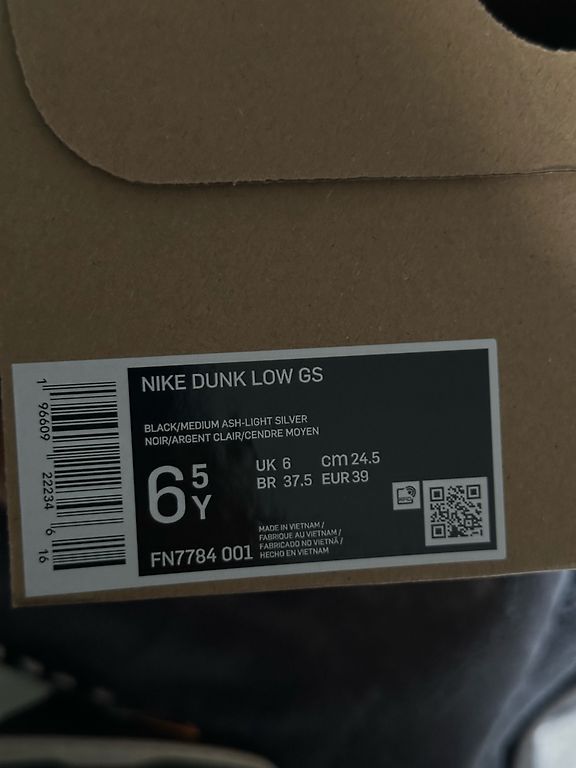 NIKE DUNK LOW GS
BLACK/MEDIUM ASH-LIGHT SILVER
NOIR/ARGENT CLAIR/CENDRE MOYEN
6 5 Y
UK 6 cm 24.5
BR 37.5 EUR 39
MADE IN VIETNAM /
FABRIQUE AU VIETNAM /
FABRICADO NO VIETNÃ /
HECHO EN VIETNAM
FN7784 001
1 96609 22234 6 16